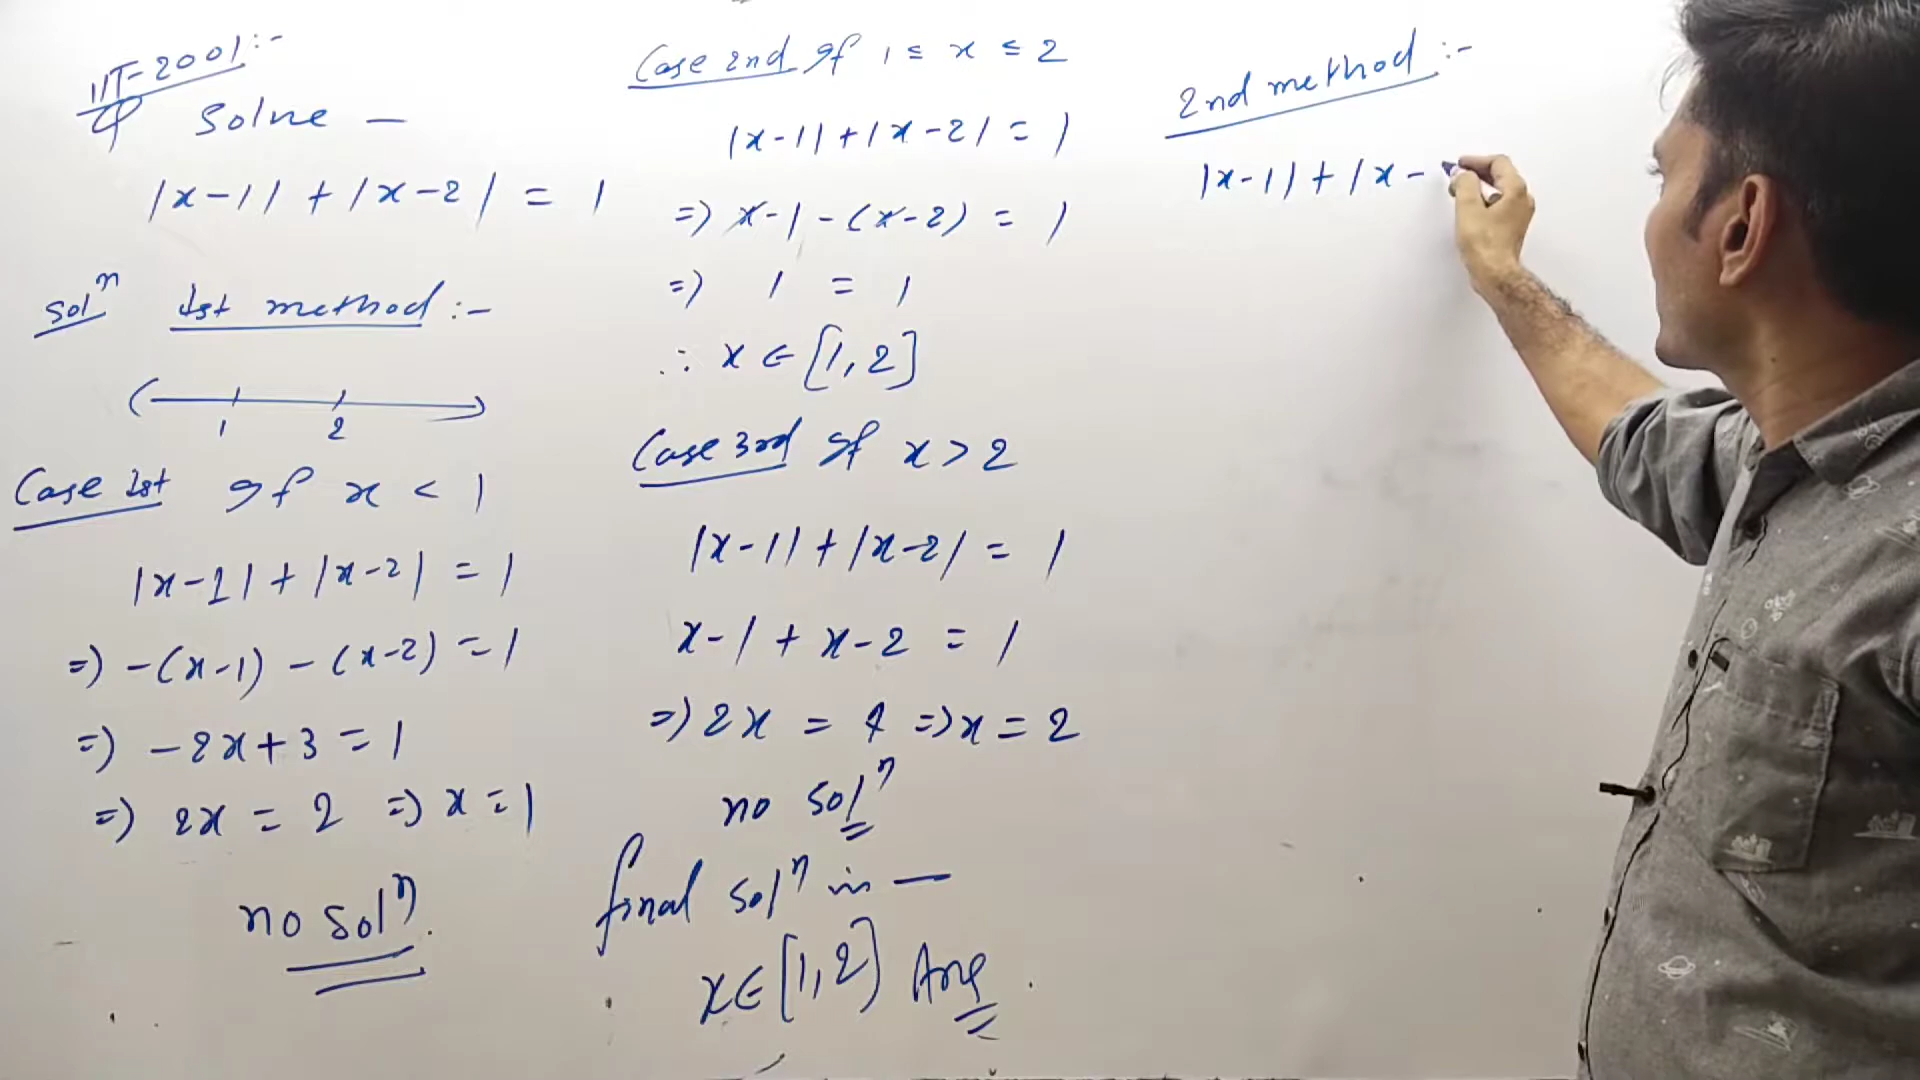 IIT-2001:-
Q Solve -
|x-1| + |x-2| = 1
Solⁿ 1st method:-
1 2
Case 1st If x < 1
|x-1| + |x-2| = 1
=) -(x-1) - (x-2) = 1
=) -2x+3 = 1
=) 2x = 2 => x = 1
no solⁿ.
Case 2nd If 1 ≤ x ≤ 2
|x-1| + |x-2| = 1
=) x-1 - (x-2) = 1
=) 1 = 1
∴ x ∈ [1, 2]
Case 3rd If x > 2
|x-1| + |x-2| = 1
x-1 + x-2 = 1
=) 2x = 4 => x = 2
no solⁿ
final solⁿ is -
x ∈ [1, 2] Ans.
2nd method:-
|x-1| + |x-